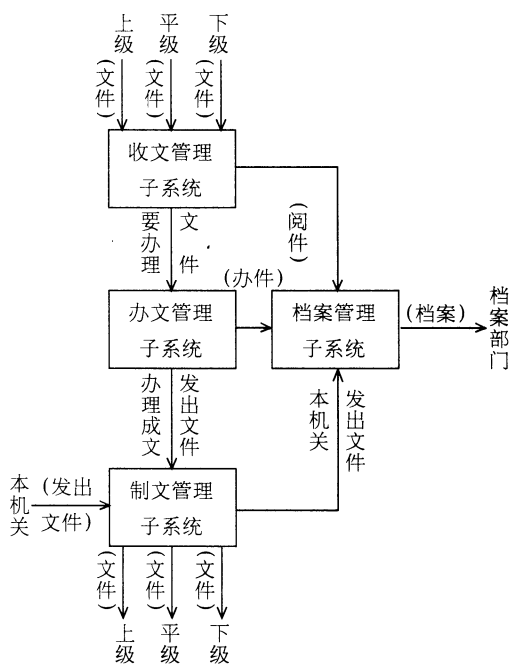 上级 平级 下级
(文件) (文件) (文件)
收文管理
子系统
要办理 文件
(阅件)
(办件)
办文管理
子系统
档案管理
子系统
(档案)
档案部门
办理成文 发出文件
本机关 发出文件
本机关
(发出
文件)
制文管理
子系统
(文件) (文件) (文件)
上级 平级 下级